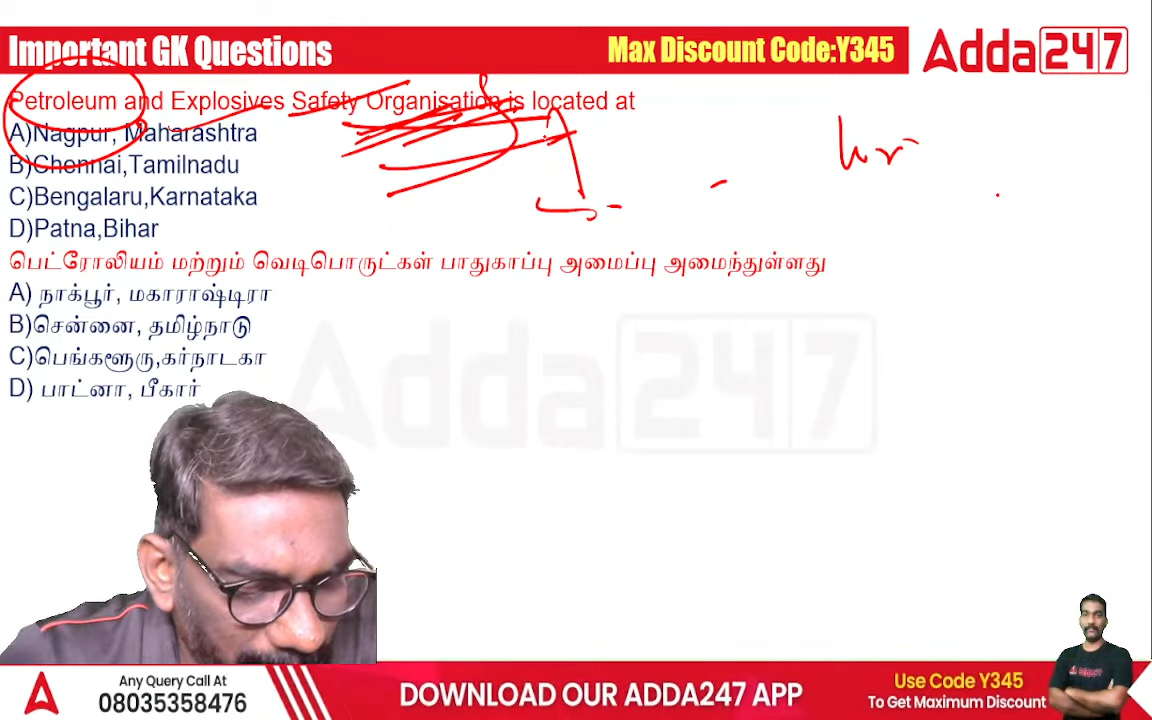 Important GK Questions
Max Discount Code:Y345
Adda247
Petroleum and Explosives Safety Organisation is located at
A)Nagpur, Maharashtra
B)Chennai,Tamilnadu
C)Bengalaru,Karnataka
D)Patna,Bihar
பெட்ரோலியம் மற்றும் வெடிபொருட்கள் பாதுகாப்பு அமைப்பு அமைந்துள்ளது
A) நாக்பூர், மகாராஷ்டிரா
B)சென்னை, தமிழ்நாடு
C)பெங்களூரு,கர்நாடகா
D) பாட்னா, பீகார்
Adda247
Any Query Call At
08035358476
DOWNLOAD OUR ADDA247 APP
Use Code Y345
To Get Maximum Discount